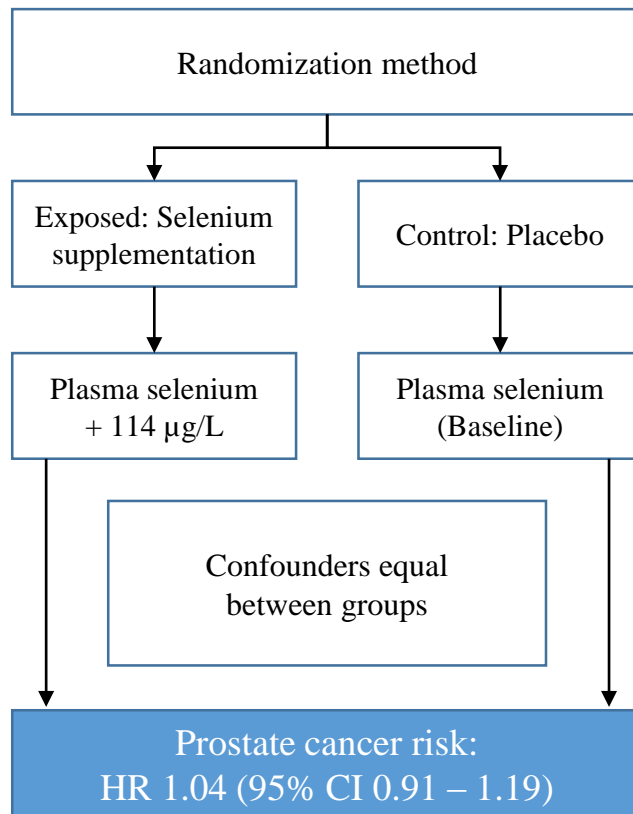 Randomization method
Exposed: Selenium
supplementation
Control: Placebo
Plasma selenium
+ 114 µg/L
Plasma selenium
(Baseline)
Confounders equal
between groups
Prostate cancer risk:
HR 1.04 (95% CI 0.91 – 1.19)